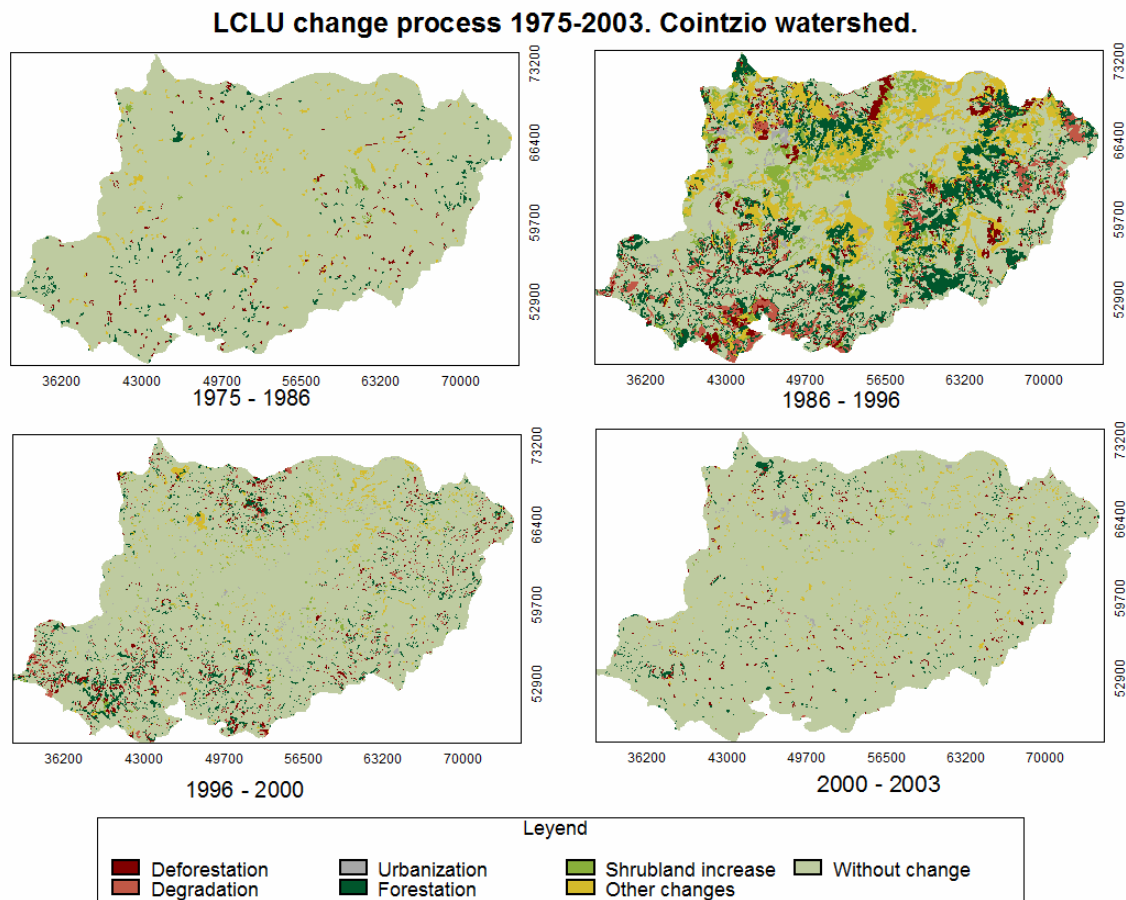 LCLU change process 1975-2003. Cointzio watershed.
73200
66400
59700
52900
36200 43000 49700 56500 63200 70000
1975 - 1986
73200
66400
59700
52900
36200 43000 49700 56500 63200 70000
1986 - 1996
73200
66400
59700
52900
36200 43000 49700 56500 63200 70000
1996 - 2000
73200
66400
59700
52900
36200 43000 49700 56500 63200 70000
2000 - 2003
Leyend
Deforestation Urbanization Shrubland increase Without change
Degradation Forestation Other changes